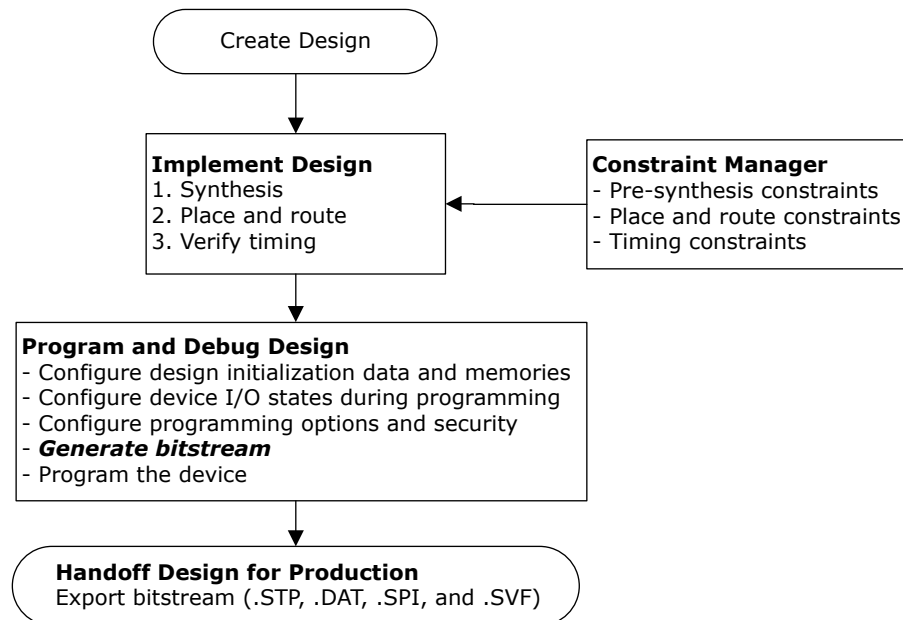 Create Design
Implement Design
1. Synthesis
2. Place and route
3. Verify timing
Constraint Manager
- Pre-synthesis constraints
- Place and route constraints
- Timing constraints
Program and Debug Design
- Configure design initialization data and memories
- Configure device I/O states during programming
- Configure programming options and security
- Generate bitstream
- Program the device
Handoff Design for Production
Export bitstream (.STP, .DAT, .SPI, and .SVF)